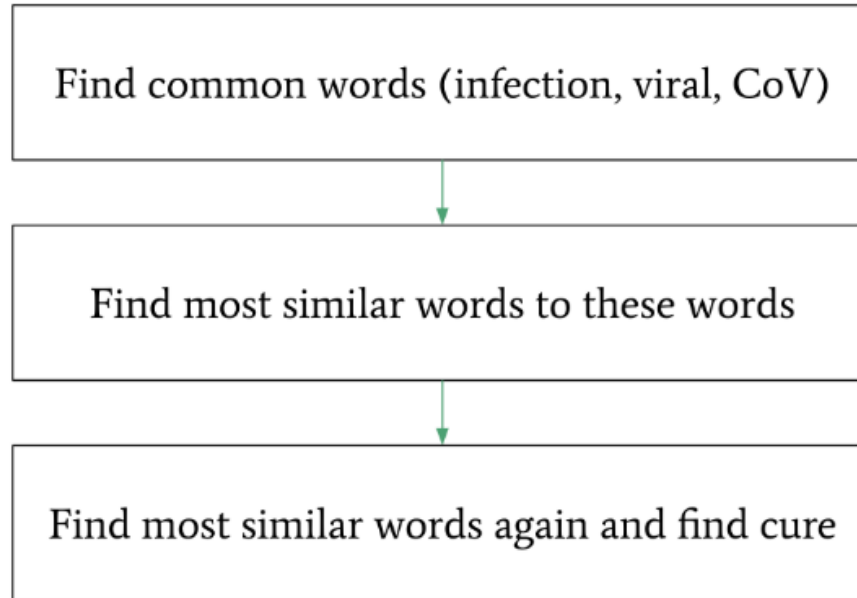 Find common words (infection, viral, CoV)
Find most similar words to these words
Find most similar words again and find cure